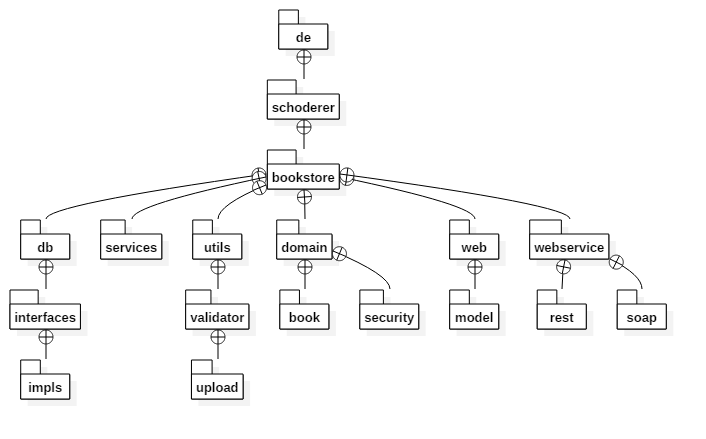 de
schoderer
bookstore
db
services
utils
domain
web
webservice
interfaces
validator
book
security
model
rest
soap
impls
upload